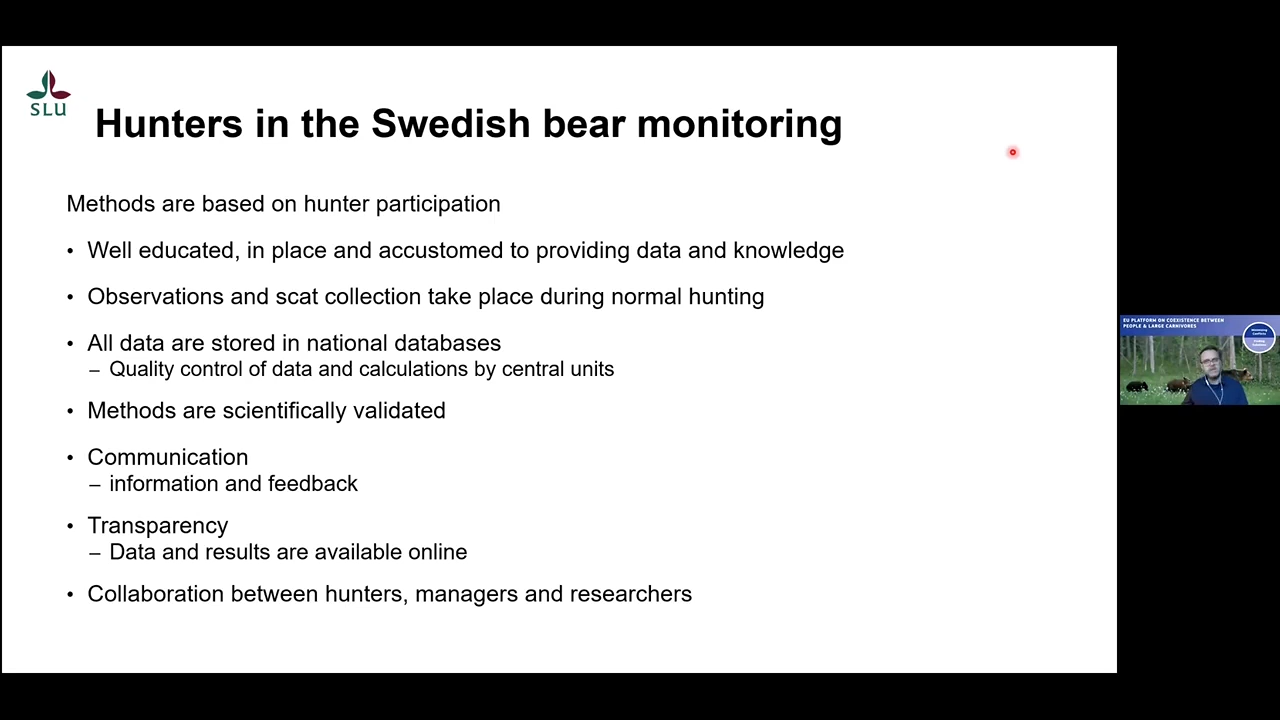 SLU
Hunters in the Swedish bear monitoring
Methods are based on hunter participation
• Well educated, in place and accustomed to providing data and knowledge
• Observations and scat collection take place during normal hunting
• All data are stored in national databases
– Quality control of data and calculations by central units
• Methods are scientifically validated
• Communication
– information and feedback
• Transparency
– Data and results are available online
• Collaboration between hunters, managers and researchers
EU PLATFORM ON COEXISTENCE BETWEEN
PEOPLE & LARGE CARNIVORES